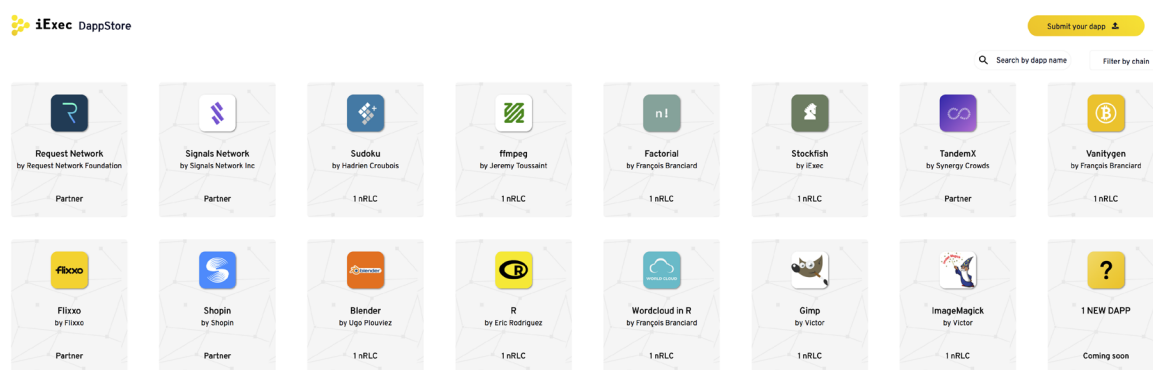 iExec DappStore
Submit your dapp
Search by dapp name
Filter by chain
Request Network
by Request Network Foundation
Partner
Signals Network
by Signals Network Inc
Partner
Sudoku
by Hadrien Croubois
1 nRLC
ffmpeg
by Jeremy Toussaint
1 nRLC
n!
Factorial
by François Branciard
1 nRLC
Stockfish
by iExec
1 nRLC
TandemX
by Synergy Crowds
Partner
Vanitygen
by François Branciard
1 nRLC
flixxo
Flixxo
by Flixxo
Partner
Shopin
by Shopin
Partner
blender
Blender
by Ugo Plouviez
1 nRLC
R
R
by Eric Rodriguez
1 nRLC
WORLD CLOUD
Wordcloud in R
by François Branciard
1 nRLC
Gimp
by Victor
1 nRLC
ImageMagick
by Victor
1 nRLC
?
1 NEW DAPP
Coming soon